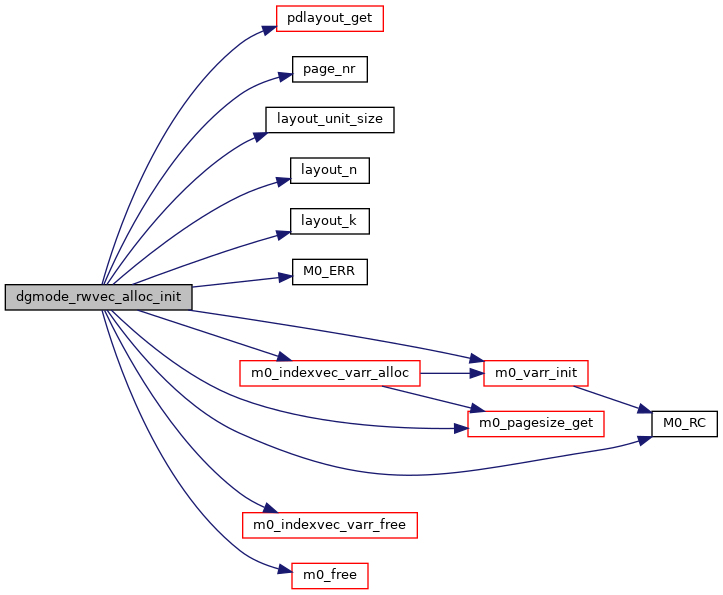 pdlayout_get
page_nr
layout_unit_size
layout_n
layout_k
M0_ERR
dgmode_rwvec_alloc_init
m0_indexvec_varr_alloc
m0_varr_init
m0_pagesize_get
M0_RC
m0_indexvec_varr_free
m0_free